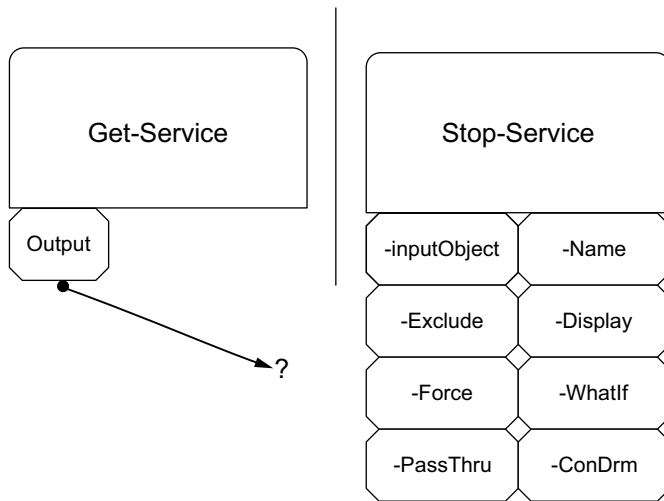 Get-Service
Output
?
Stop-Service
-inputObject
-Name
-Exclude
-Display
-Force
-WhatIf
-PassThru
-ConDrm